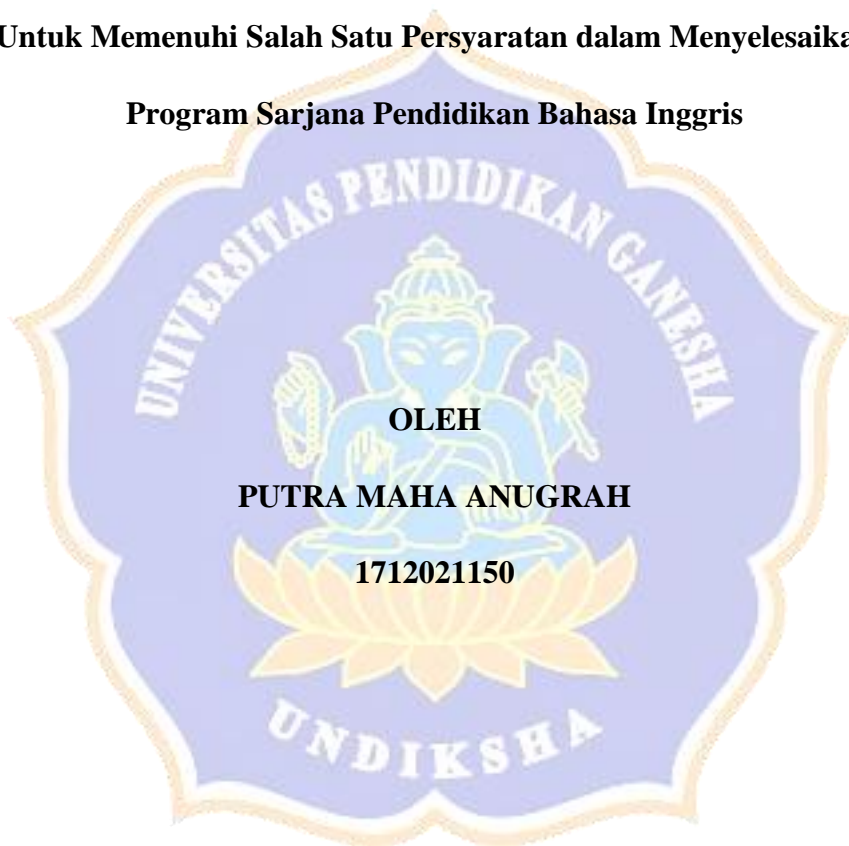 Untuk Memenuhi Salah Satu Persyaratan dalam Menyelesaika
Program Sarjana Pendidikan Bahasa Inggris
UNIVERSITAS PENDIDIKAN GANESHA
OLEH
PUTRA MAHA ANUGRAH
1712021150
UNDIKSHA